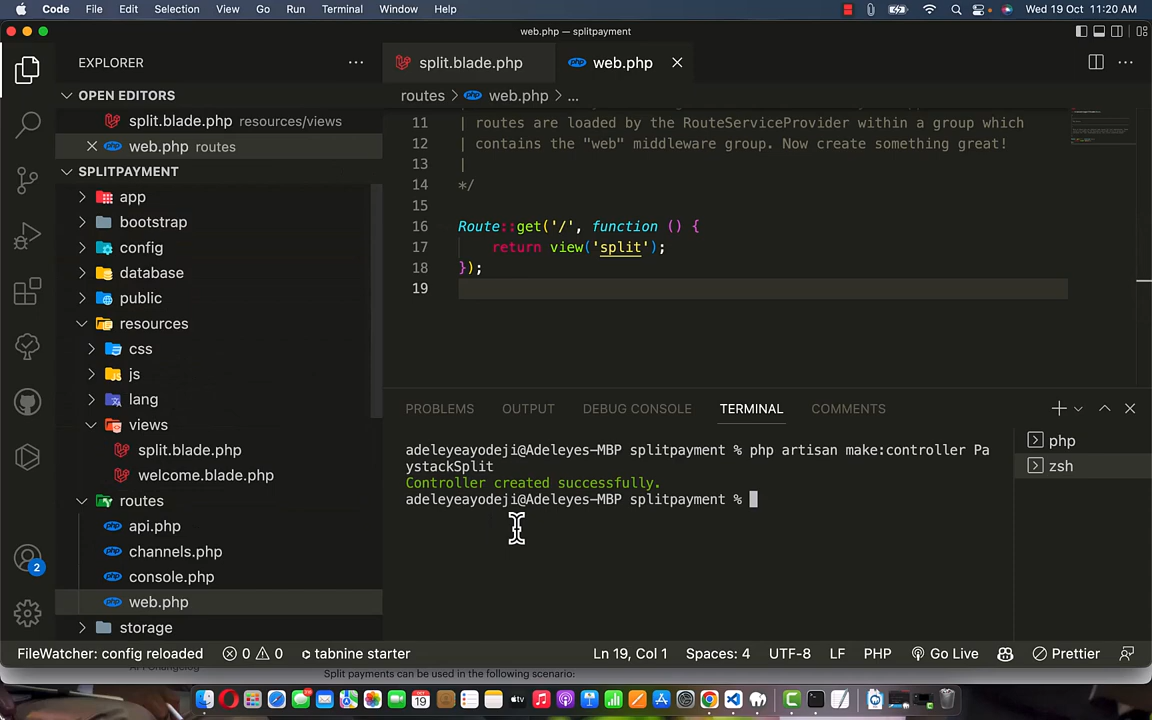 Code File Edit Selection View Go Run Terminal Window Help Wed 19 Oct 11:20 AM
web.php — splitpayment
EXPLORER
split.blade.php
web.php
OPEN EDITORS
routes > web.php > ...
split.blade.php resources/views
web.php routes
SPLITPAYMENT
app
bootstrap
config
database
public
resources
css
js
lang
views
split.blade.php
welcome.blade.php
routes
api.php
channels.php
console.php
web.php
storage
11 | routes are loaded by the RouteServiceProvider within a group which
12 | contains the "web" middleware group. Now create something great!
13 |
14 */
15
16 Route::get('/', function () {
17 return view('split');
18 });
19
PROBLEMS OUTPUT DEBUG CONSOLE TERMINAL COMMENTS
adeleyeayodeji@Adeleyes-MBP splitpayment % php artisan make:controller Pa
ystackSplit
Controller created successfully.
adeleyeayodeji@Adeleyes-MBP splitpayment %
php
zsh
2
FileWatcher: config reloaded 0 0 tabnine starter Ln 19, Col 1 Spaces: 4 UTF-8 LF PHP Go Live Prettier
Split payments can be used in the following scenario: